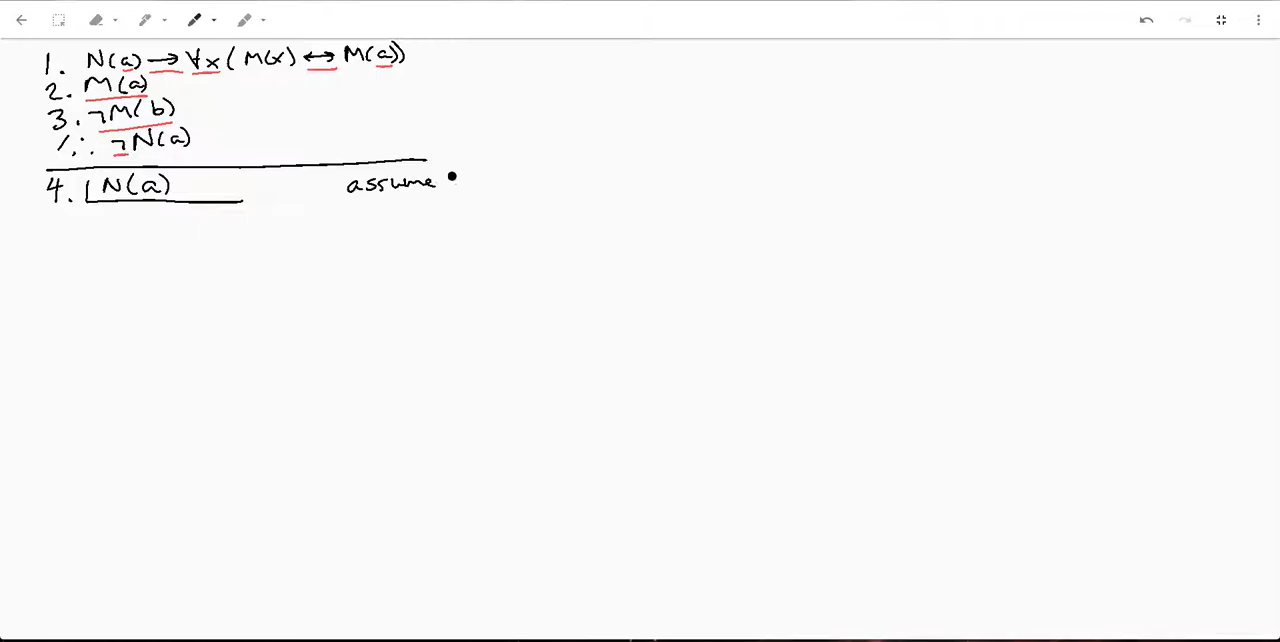 1. N(a) → ∀x(M(x) ↔ M(a))
2. M(a)
3. ¬M(b)
/∴ ¬N(a)
4. N(a) assume